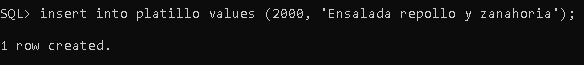 SQL> insert into platillo values (2000, 'Ensalada repollo y zanahoria');
1 row created.